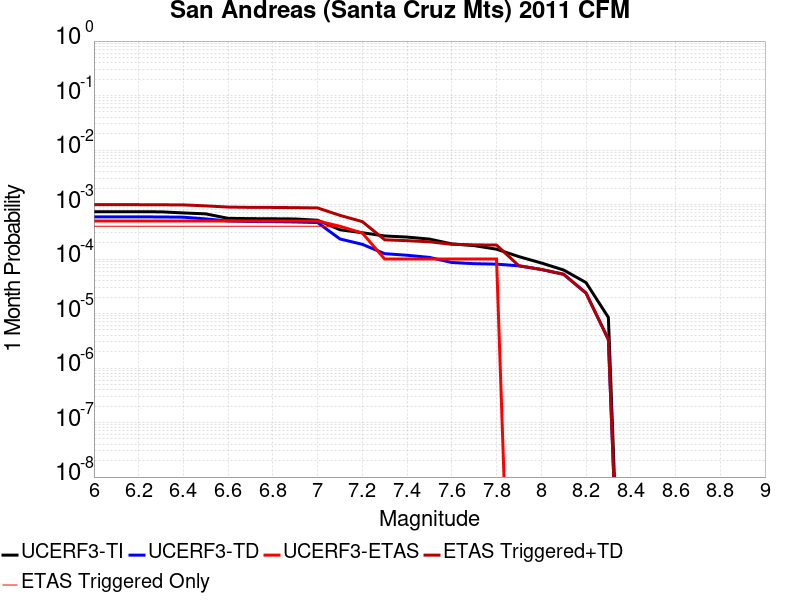 San Andreas (Santa Cruz Mts) 2011 CFM
10^0
10^-1
10^-2
10^-3
10^-4
10^-5
10^-6
10^-7
10^-8
1 Month Probability
6 6.2 6.4 6.6 6.8 7 7.2 7.4 7.6 7.8 8 8.2 8.4 8.6 8.8 9
Magnitude
UCERF3-TI UCERF3-TD UCERF3-ETAS ETAS Triggered+TD
ETAS Triggered Only